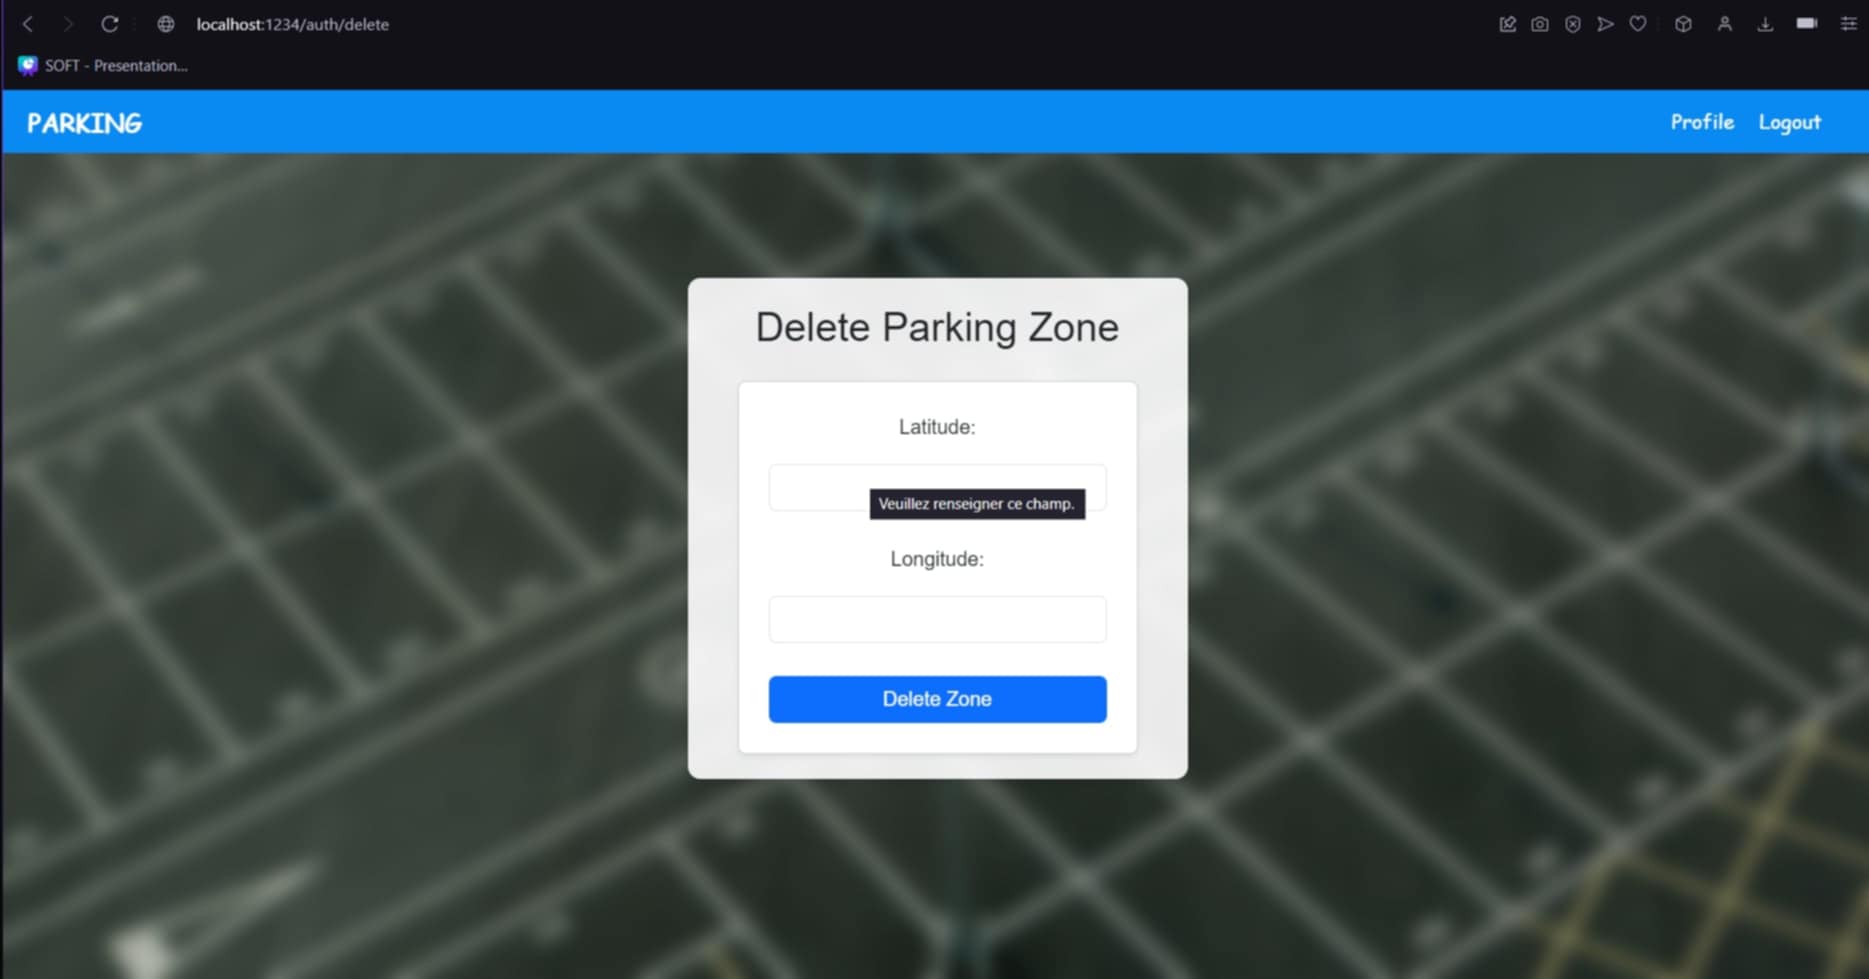 localhost:1234/auth/delete
SOFT - Presentation...
PARKING
Profile Logout
Delete Parking Zone
Latitude:
Veuillez renseigner ce champ.
Longitude:
Delete Zone